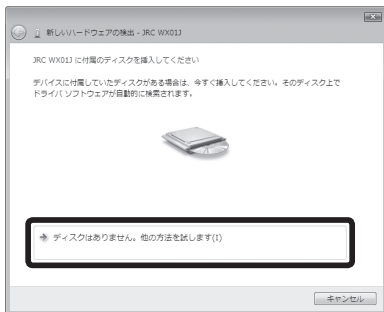 新しいハードウェアの検出 - JRC WX01J
JRC WX01J に付属のディスクを挿入してください
デバイスに付属していたディスクがある場合は、今すぐ挿入してください。そのディスク上で
ドライバ ソフトウェアが自動的に検索されます。
ディスクはありません。他の方法を試します(I)
キャンセル